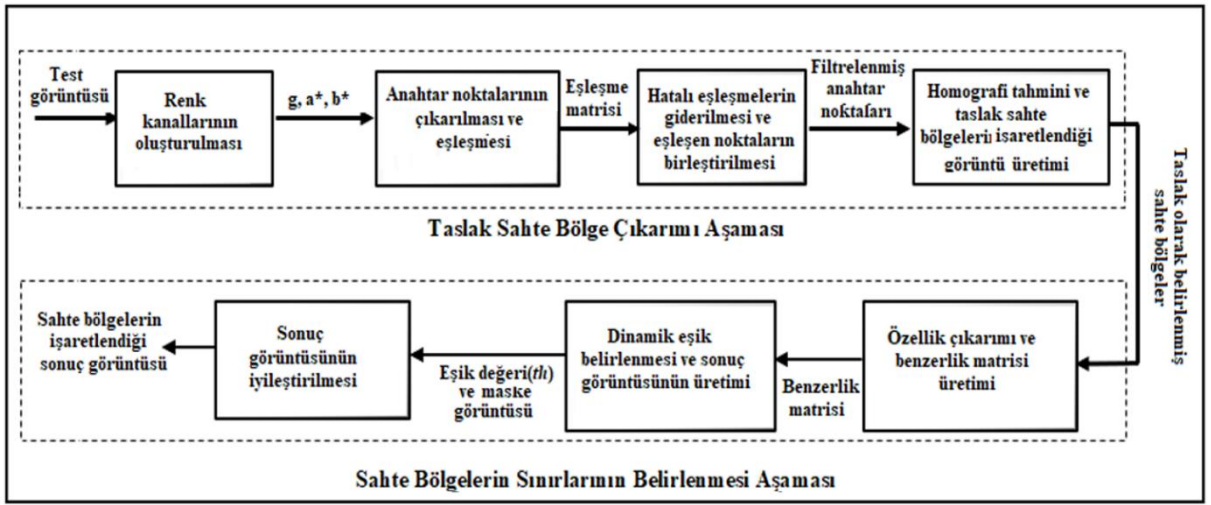 Test
görüntüsü
Renk
kanallarının
oluşturulması
g, a*, b*
Anahtar noktalarının
çıkarılması ve
eşleşmesi
Eşleşme
matrisi
Hatalı eşleşmelerin
giderilmesi ve
eşleşen noktaların
birleştirilmesi
Filtrelenmiş
anahtar
noktaları
Homografi tahmini ve
taslak sahte
bölgelerin işaretlendiği
görüntü üretimi
Taslak Sahte Bölge Çıkarımı Aşaması
Taslak olarak belirlenmiş
sahte bölgeler
Özellik çıkarımı ve
benzerlik matrisi
üretimi
Benzerlik
matrisi
Dinamik eşik
belirlenmesi ve sonuç
görüntüsünün üretimi
Eşik değeri(th)
ve maske
görüntüsü
Sonuç
görüntüsünün
iyileştirilmesi
Sahte bölgelerin
işaretlendiği
sonuç görüntüsü
Sahte Bölgelerin Sınırlarının Belirlenmesi Aşaması